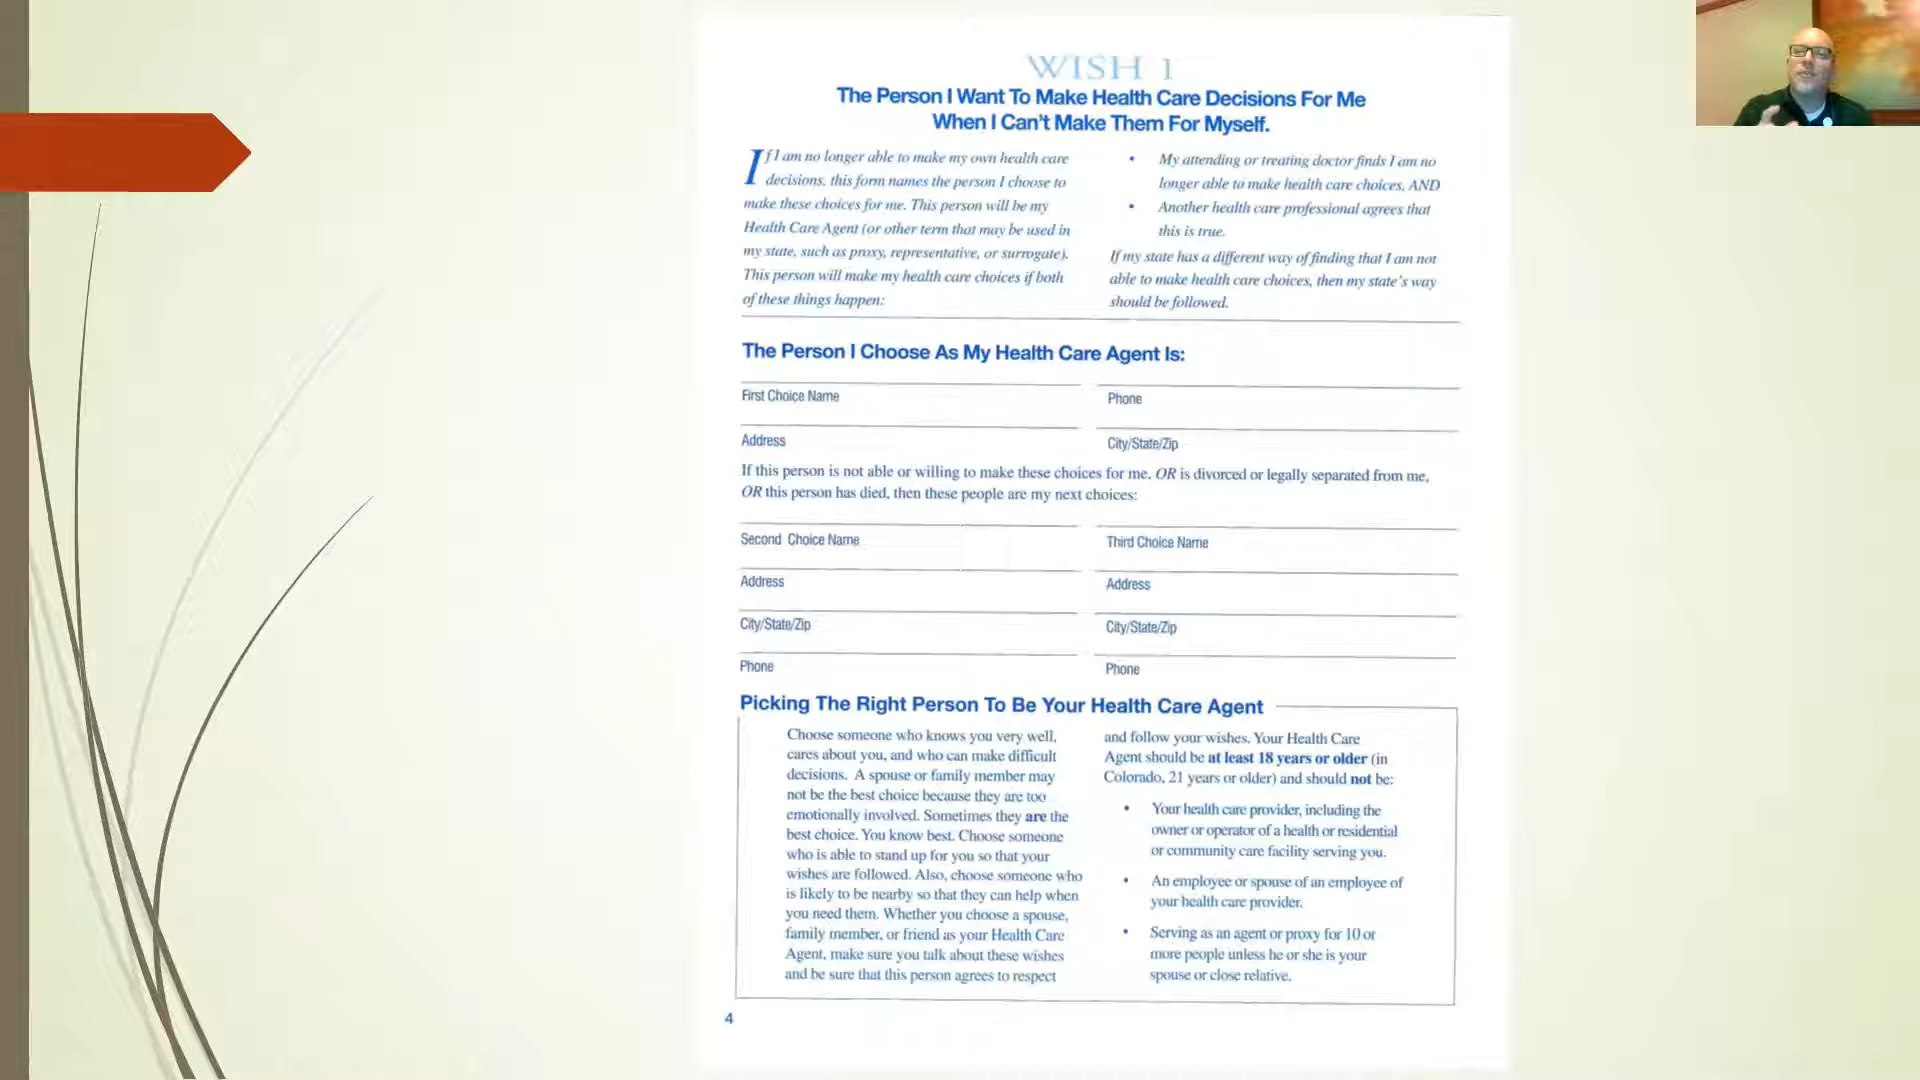 WISH 1
The Person I Want To Make Health Care Decisions For Me
When I Can't Make Them For Myself.
If I am no longer able to make my own health care
decisions, this form names the person I choose to
make these choices for me. This person will be my
Health Care Agent (or other term that may be used in
my state, such as proxy, representative, or surrogate).
This person will make my health care choices if both
of these things happen:
• My attending or treating doctor finds I am no
longer able to make health care choices, AND
• Another health care professional agrees that
this is true.
If my state has a different way of finding that I am not
able to make health care choices, then my state's way
should be followed.
The Person I Choose As My Health Care Agent Is:
First Choice Name Phone
Address City/State/Zip
If this person is not able or willing to make these choices for me, OR is divorced or legally separated from me,
OR this person has died, then these people are my next choices:
Second Choice Name Third Choice Name
Address Address
City/State/Zip City/State/Zip
Phone Phone
Picking The Right Person To Be Your Health Care Agent
Choose someone who knows you very well,
cares about you, and who can make difficult
decisions. A spouse or family member may
not be the best choice because they are too
emotionally involved. Sometimes they are the
best choice. You know best. Choose someone
who is able to stand up for you so that your
wishes are followed. Also, choose someone who
is likely to be nearby so that they can help when
you need them. Whether you choose a spouse,
family member, or friend as your Health Care
Agent, make sure you talk about these wishes
and be sure that this person agrees to respect
and follow your wishes. Your Health Care
Agent should be at least 18 years or older (in
Colorado, 21 years or older) and should not be:
• Your health care provider, including the
owner or operator of a health or residential
or community care facility serving you.
• An employee or spouse of an employee of
your health care provider.
• Serving as an agent or proxy for 10 or
more people unless he or she is your
spouse or close relative.
4